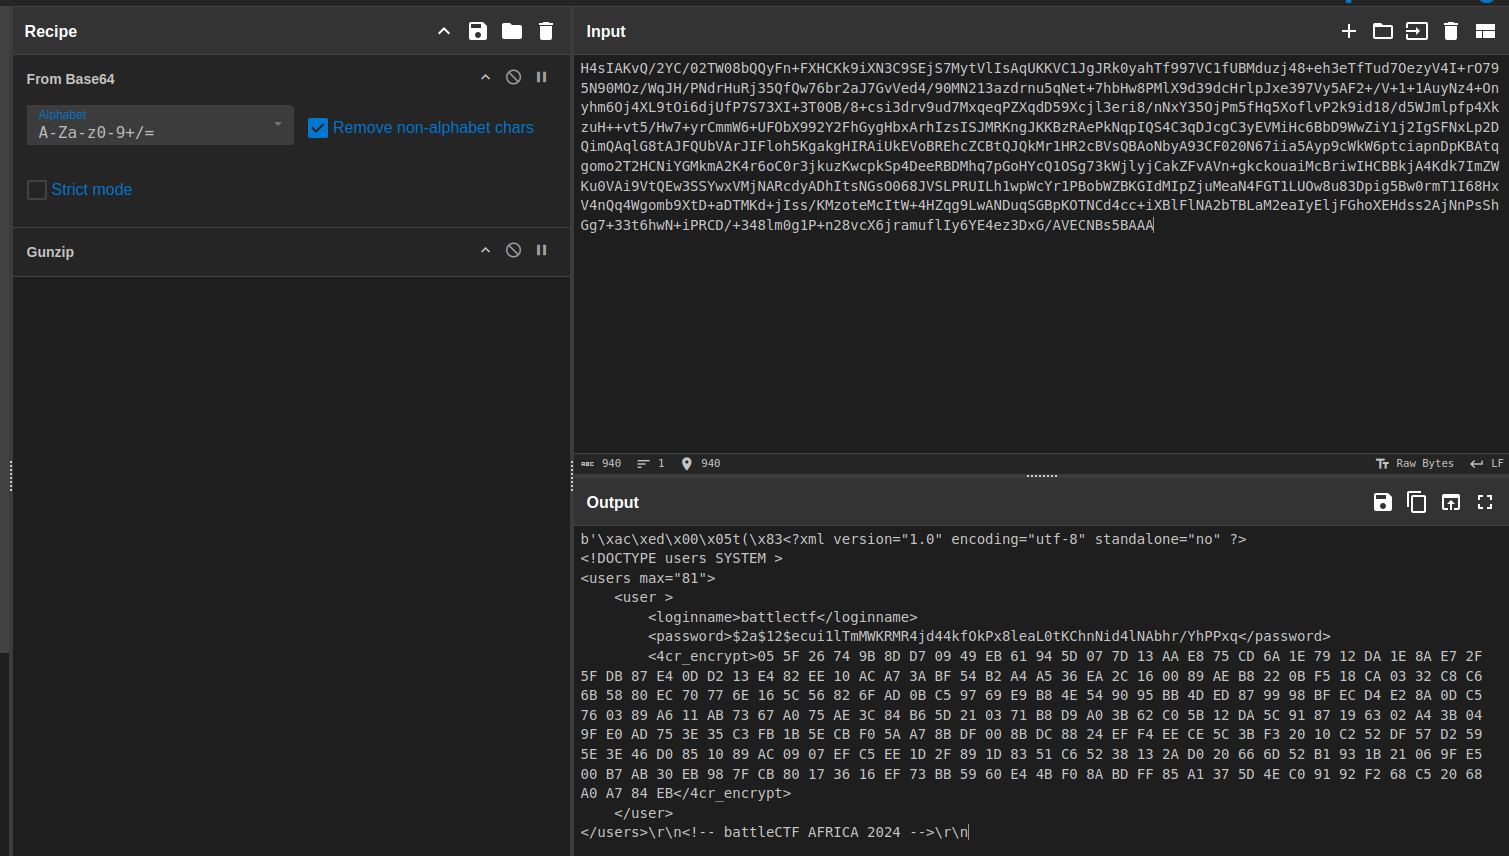 Recipe
From Base64
Alphabet
A-Za-z0-9+/=
Remove non-alphabet chars
Strict mode
Gunzip
Input
H4sIAKvQ/2YC/02TW08bQQyFn+FXHCKk9iXN3C9SEjS7MytVlIsAqUKKVC1JgJRk0yahTf997VC1fUBMduzj48+eh3eTfTud7OezyV4I+rO79
5N90MOz/WqJH/PNdrHuRj35QfQw76br2aJ7GvVed4/90MN213azdrnu5qNet+7hbHw8PMlX9d39dcHrlpJxe397Vy5AF2+/V+1+1AuyNz4+On
yhm6Oj4XL9tOi6djUfP7S73XI+3T0OB/8+csi3drv9ud7MxqeqPZXqdD59Xcjl3eri8/nNxY35OjPm5fHq5XoflvP2k9id18/d5WJmlpfp4Xk
zuH++vt5/Hw7+yrCmmW6+UFObX992Y2FhGygHbxArhIzsISJMRKngJKKBzRAePkNqpIQS4C3qDJcgC3yEVMiHc6BbD9WwZiY1j2IgSFNxLp2D
QimQAqlG8tAJFQUbVArJIFloh5KgakgHIRAiUkEVoBREhcZCBtQJQkMr1HR2cBVsQBAoNbyA93CF020N67iia5Ayp9cWkW6ptciapnDpKBAtq
gomo2T2HCNiYGMkmA2K4r6oC0r3jkuzKwcpkSp4DeeRBDMhq7pGoHYcQ1OSg73kWjlyjCakZFvAVn+gkckouaiMcBriwIHCBBkjA4Kdk7ImZW
Ku0VAi9VtQEw3SSYwxVMjNARcdyADhItsNGsO068JVSLPRUILh1wpWcYr1PBobWZBKGIdMIpZjuMeaN4FGT1LUOw8u83Dpig5Bw0rmT1I68Hx
V4nQq4Wgomb9XtD+aDTMKd+jIss/KMzoteMcItW+4HZqg9LwANDuqSGBpKOTNCd4cc+iXBlFlNA2bTBLaM2eaIyEljFGhoXEHdss2AjNnPsSh
Gg7+33t6hwN+iPRCD/+348lm0g1P+n28vcX6jramuflIy6YE4ez3DxG/AVECNBs5BAAA
940 1 940 Raw Bytes LF
Output
b'\xac\xed\x00\x05t(\x83<?xml version="1.0" encoding="utf-8" standalone="no" ?>
<!DOCTYPE users SYSTEM >
<users max="81">
<user >
<loginname>battlectf</loginname>
<password>$2a$12$ecui1lTmMWKRMR4jd44kfOkPx8leaL0tKChnNid4lNAbhr/YhPPxq</password>
<4cr_encrypt>05 5F 26 74 9B 8D D7 09 49 EB 61 94 5D 07 7D 13 AA E8 75 CD 6A 1E 79 12 DA 1E 8A E7 2F
5F DB 87 E4 0D D2 13 E4 82 EE 10 AC A7 3A BF 54 B2 A4 A5 36 EA 2C 16 00 89 AE B8 22 0B F5 18 CA 03 32 C8 C6
6B 58 80 EC 70 77 6E 16 5C 56 82 6F AD 0B C5 97 69 E9 B8 4E 54 90 95 BB 4D ED 87 99 98 BF EC D4 E2 8A 0D C5
76 03 89 A6 11 AB 73 67 A0 75 AE 3C 84 B6 5D 21 03 71 B8 D9 A0 3B 62 C0 5B 12 DA 5C 91 87 19 63 02 A4 3B 04
9F E0 AD 75 3E 35 C3 FB 1B 5E CB F0 5A A7 8B DF 00 8B DC 88 24 EF F4 EE CE 5C 3B F3 20 10 C2 52 DF 57 D2 59
5E 3E 46 D0 85 10 89 AC 09 07 EF C5 EE 1D 2F 89 1D 83 51 C6 52 38 13 2A D0 20 66 6D 52 B1 93 1B 21 06 9F E5
00 B7 AB 30 EB 98 7F CB 80 17 36 16 EF 73 BB 59 60 E4 4B F0 8A BD FF 85 A1 37 5D 4E C0 91 92 F2 68 C5 20 68
A0 A7 84 EB</4cr_encrypt>
</user>
</users>\r\n<!-- battleCTF AFRICA 2024 -->\r\n